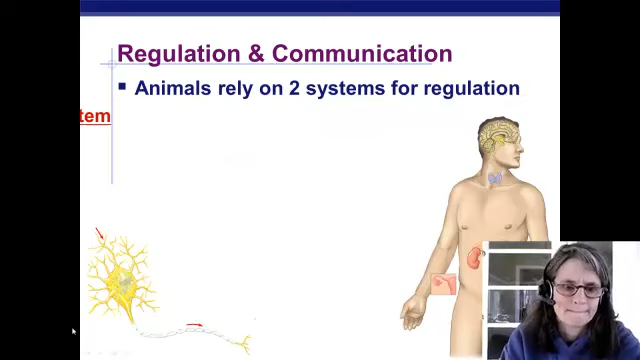 Regulation & Communication
Animals rely on 2 systems for regulation
tem